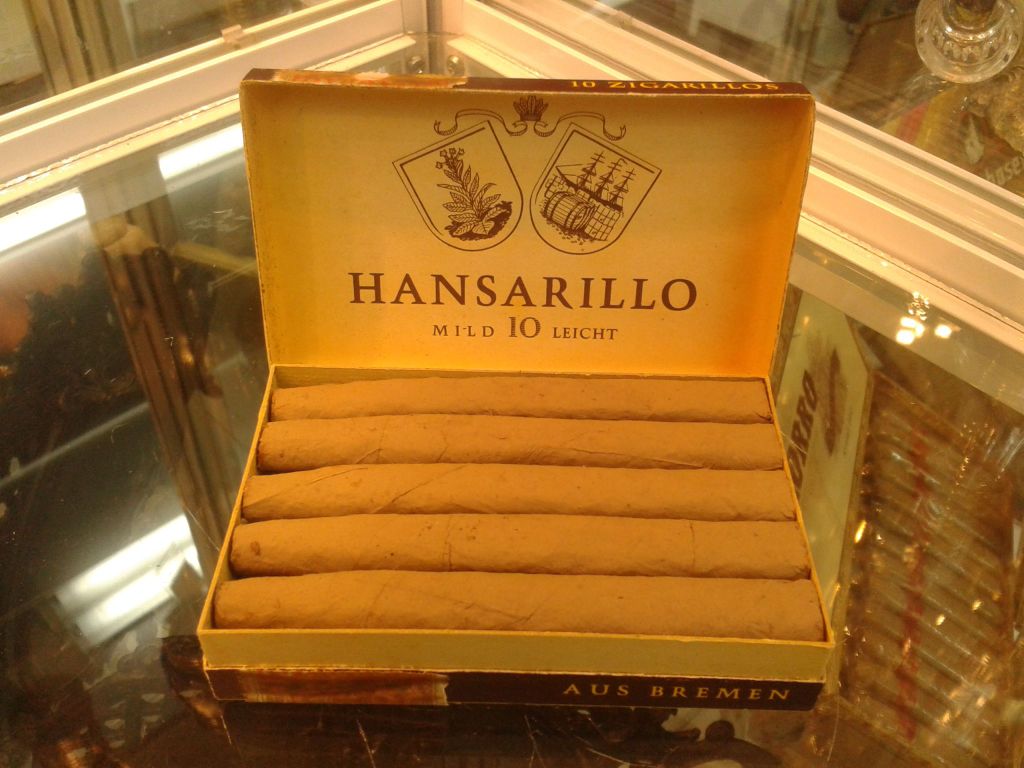 10 ZIGARILLOS
HANSARILLO
MILD 10 LEICHT
AUS BREMEN